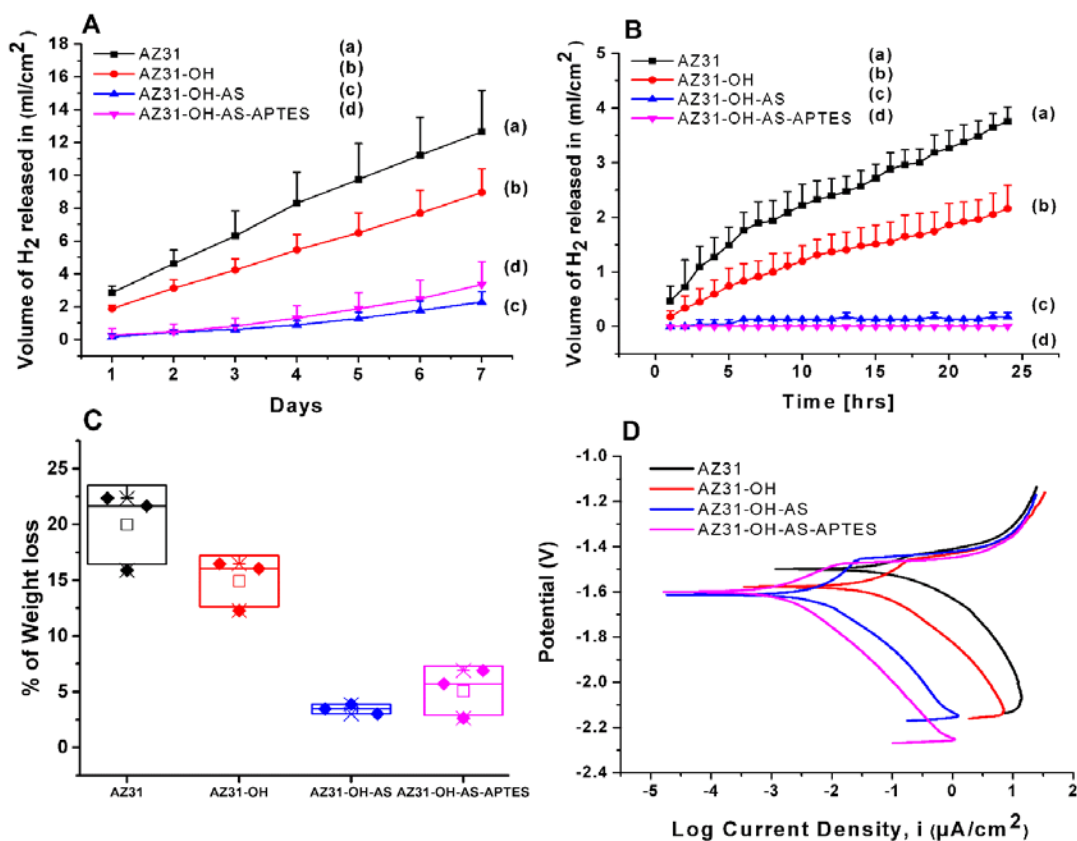 A
AZ31 (a)
AZ31-OH (b)
AZ31-OH-AS (c)
AZ31-OH-AS-APTES (d)
Volume of H2 released in (ml/cm2)
18
16
14
12
10
8
6
4
2
0
(a)
(b)
(d)
(c)
1 2 3 4 5 6 7
Days
B
AZ31 (a)
AZ31-OH (b)
AZ31-OH-AS (c)
AZ31-OH-AS-APTES (d)
Volume of H2 released in (ml/cm2)
5
4
3
2
1
0
(a)
(b)
(c)
(d)
0 5 10 15 20 25
Time [hrs]
C
% of Weight loss
25
20
15
10
5
0
AZ31 AZ31-OH AZ31-OH-AS AZ31-OH-AS-APTES
D
AZ31
AZ31-OH
AZ31-OH-AS
AZ31-OH-AS-APTES
Potential (V)
-1.0
-1.2
-1.4
-1.6
-1.8
-2.0
-2.2
-2.4
-5 -4 -3 -2 -1 0 1 2
Log Current Density, i (µA/cm2)